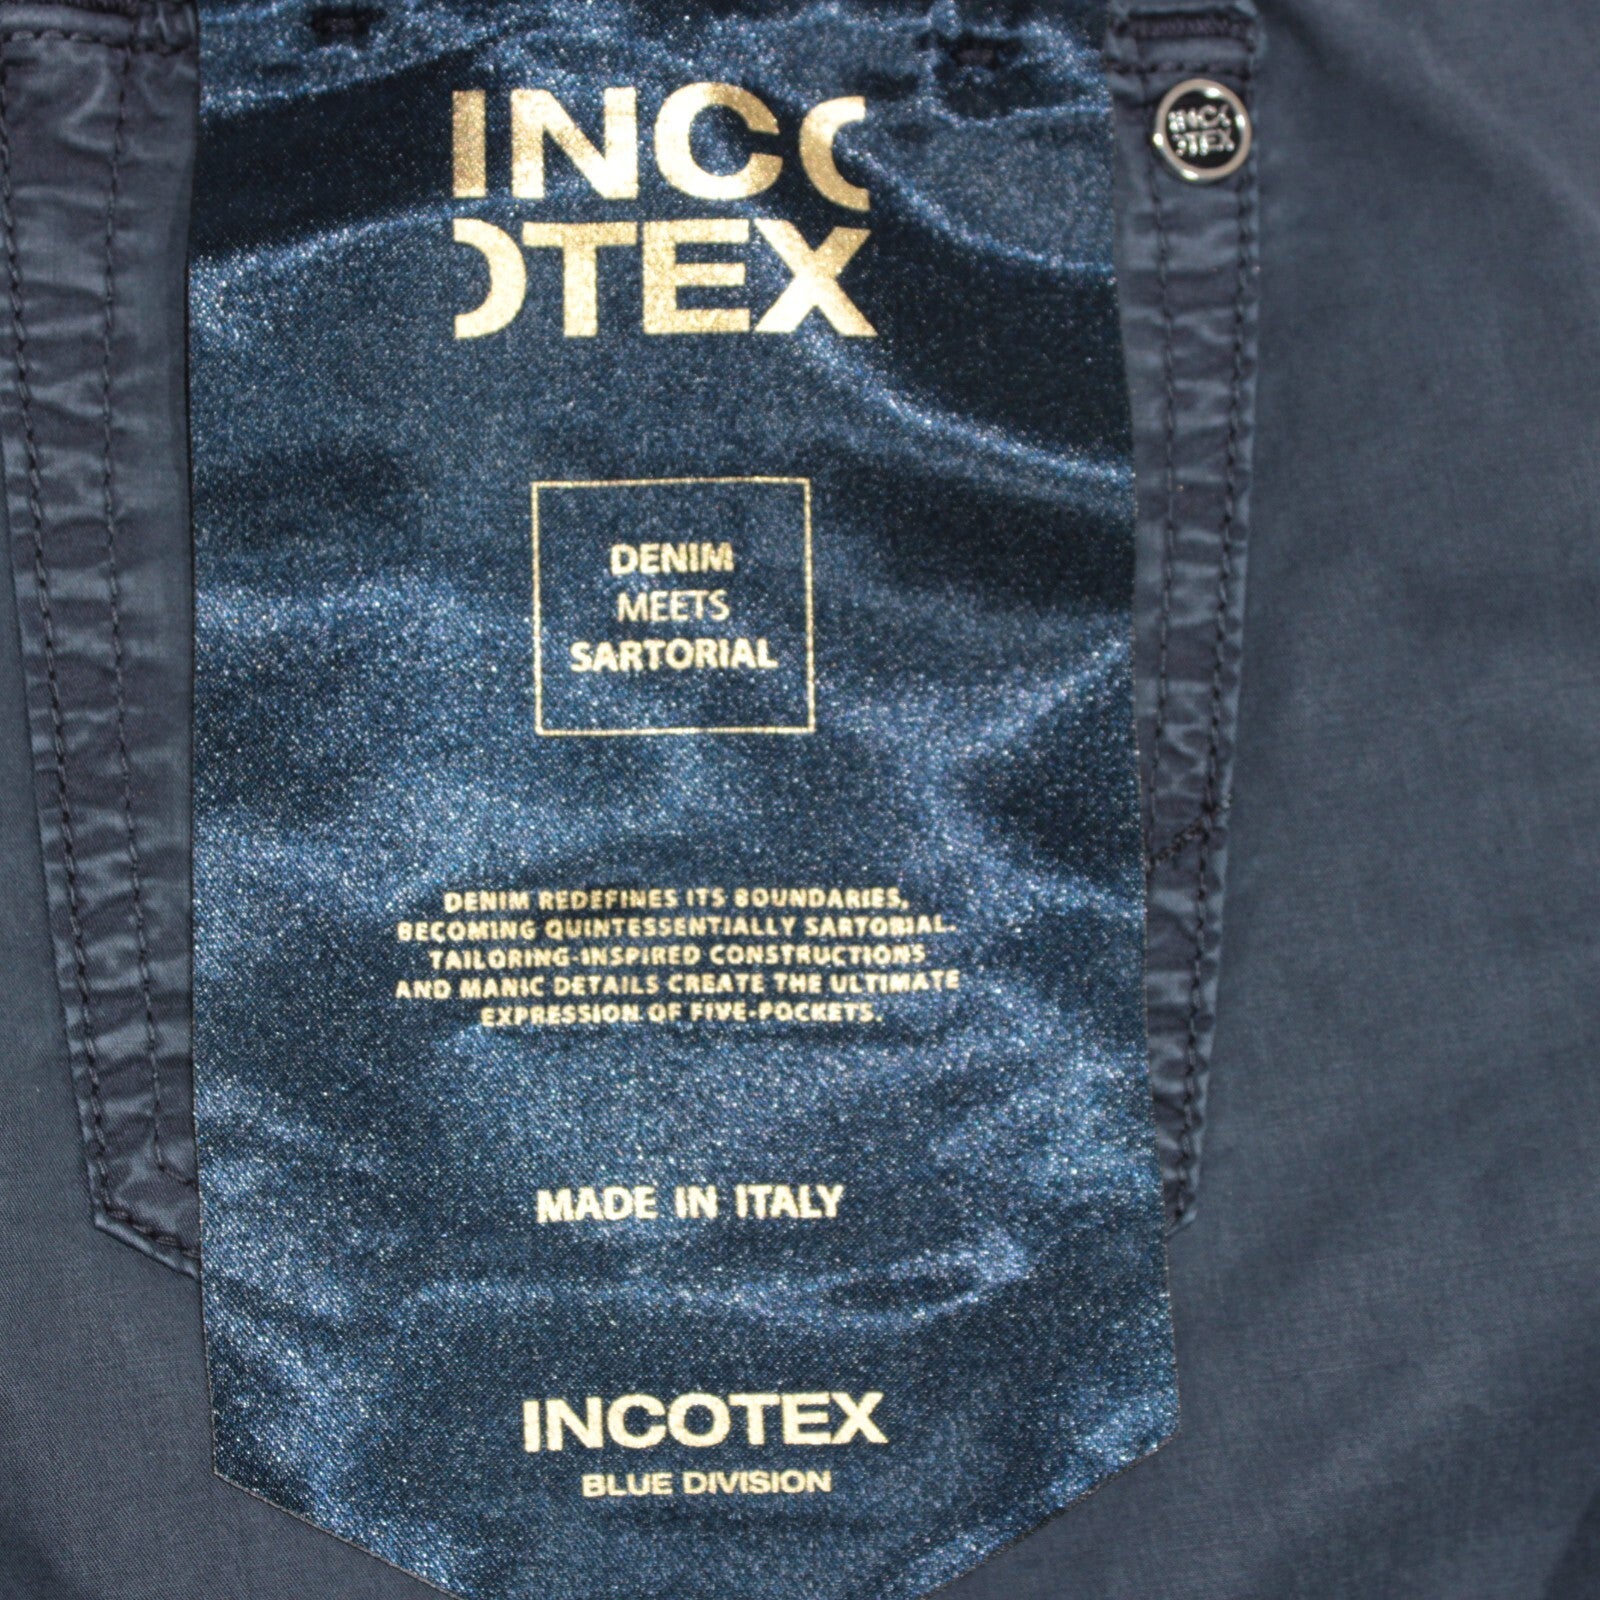 INCO
OTEX
INCO
OTEX
DENIM
MEETS
SARTORIAL
DENIM REDEFINES ITS BOUNDARIES,
BECOMING QUINTESSENTIALLY SARTORIAL.
TAILORING-INSPIRED CONSTRUCTIONS
AND MANIC DETAILS CREATE THE ULTIMATE
EXPRESSION OF FIVE-POCKETS.
MADE IN ITALY
INCOTEX
BLUE DIVISION